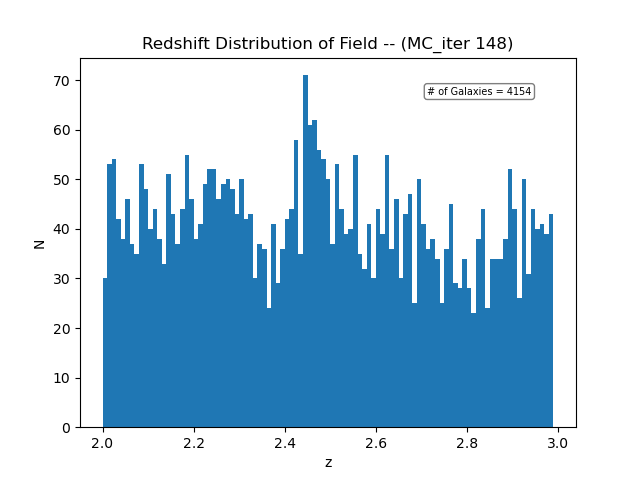 Redshift Distribution of Field -- (MC_iter 148)
# of Galaxies = 4154
70
60
50
40
30
20
10
0
N
2.0 2.2 2.4 2.6 2.8 3.0
z